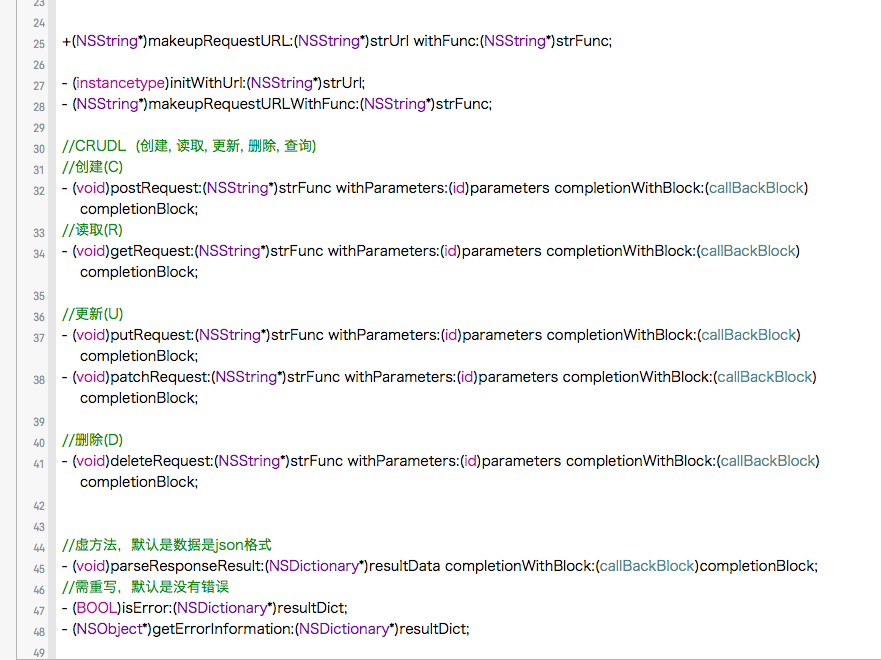 23
24
25 +(NSString*)makeupRequestURL:(NSString*)strUrl withFunc:(NSString*)strFunc;
26
27 - (instancetype)initWithUrl:(NSString*)strUrl;
28 - (NSString*)makeupRequestURLWithFunc:(NSString*)strFunc;
29
30 //CRUDL (创建, 读取, 更新, 删除, 查询)
31 //创建(C)
32 - (void)postRequest:(NSString*)strFunc withParameters:(id)parameters completionWithBlock:(callBackBlock)
completionBlock;
33 //读取(R)
34 - (void)getRequest:(NSString*)strFunc withParameters:(id)parameters completionWithBlock:(callBackBlock)
completionBlock;
35
36 //更新(U)
37 - (void)putRequest:(NSString*)strFunc withParameters:(id)parameters completionWithBlock:(callBackBlock)
completionBlock;
38 - (void)patchRequest:(NSString*)strFunc withParameters:(id)parameters completionWithBlock:(callBackBlock)
completionBlock;
39
40 //删除(D)
41 - (void)deleteRequest:(NSString*)strFunc withParameters:(id)parameters completionWithBlock:(callBackBlock)
completionBlock;
42
43
44 //虚方法，默认是数据是json格式
45 - (void)parseResponseResult:(NSDictionary*)resultData completionWithBlock:(callBackBlock)completionBlock;
46 //需重写，默认是没有错误
47 - (BOOL)isError:(NSDictionary*)resultDict;
48 - (NSObject*)getErrorInformation:(NSDictionary*)resultDict;
49